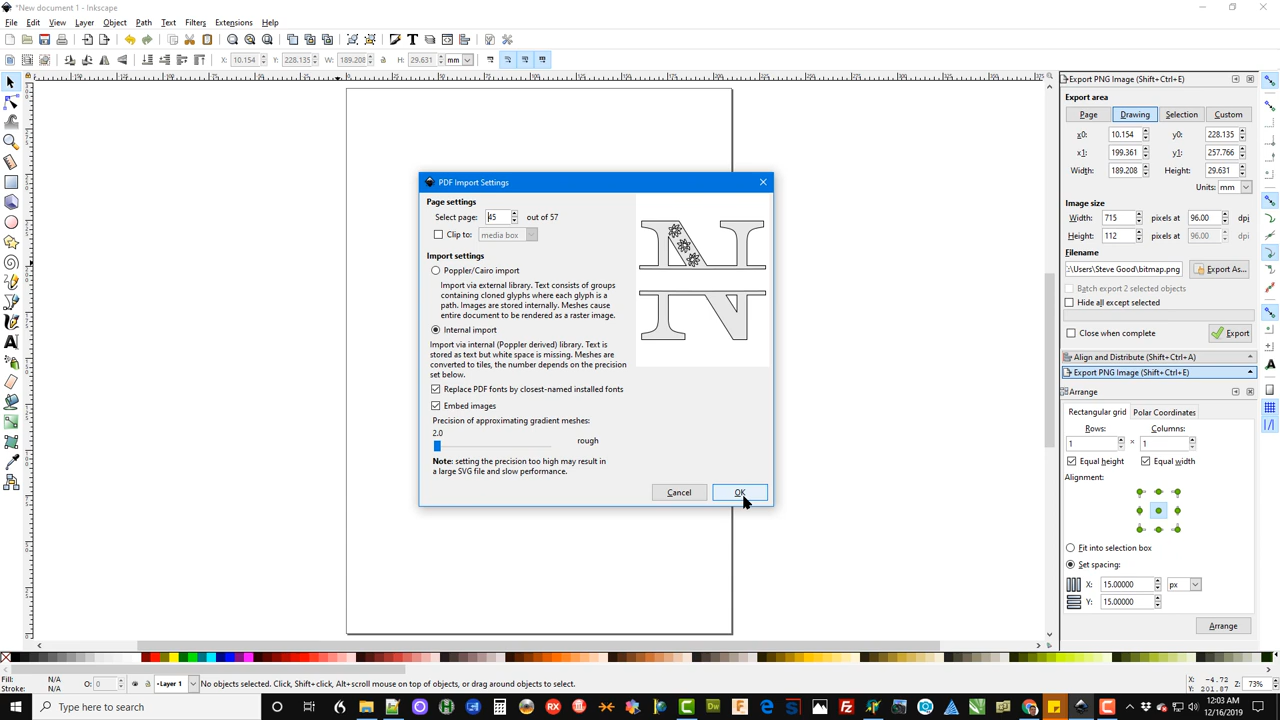 *New document 1 - Inkscape
File Edit View Layer Object Path Text Filters Extensions Help
X: 10.154 Y: 228.135 W: 189.208 H: 29.631 mm
PDF Import Settings
Page settings
Select page: 45 out of 57
Clip to: media box
Import settings
Poppler/Cairo import
Import via external library. Text consists of groups
containing cloned glyphs where each glyph is a
path. Images are stored internally. Meshes cause
entire document to be rendered as a raster image.
Internal import
Import via internal (Poppler derived) library. Text is
stored as text but white space is missing. Meshes are
converted to tiles, the number depends on the precision
set below.
Replace PDF fonts by closest-named installed fonts
Embed images
Precision of approximating gradient meshes:
2.0
rough
Note: setting the precision too high may result in
a large SVG file and slow performance.
Cancel OK
N
Export PNG Image (Shift+Ctrl+E)
Export area
Page Drawing Selection Custom
x0: 10.154 y0: 228.135
x1: 199.361 y1: 257.766
Width: 189.208 Height: 29.631
Units: mm
Image size
Width: 715 pixels at 96.00 dpi
Height: 112 pixels at 96.00 dpi
Filename
:\Users\Steve Good\bitmap.png Export As...
Batch export 2 selected objects
Hide all except selected
Close when complete Export
Align and Distribute (Shift+Ctrl+A)
Export PNG Image (Shift+Ctrl+E)
Arrange
Rectangular grid Polar Coordinates
Rows: Columns:
1 × 1
Equal height Equal width
Alignment:
Fit into selection box
Set spacing:
X: 15.00000 px
Y: 15.00000
Arrange
Fill: N/A
Stroke: N/A
O: 0
Layer 1
No objects selected. Click, Shift+click, Alt+scroll mouse on top of objects, or drag around objects to select.
X: -4.72
Y: 201.87
Z: 73%
Type here to search
12:03 AM
12/16/2019